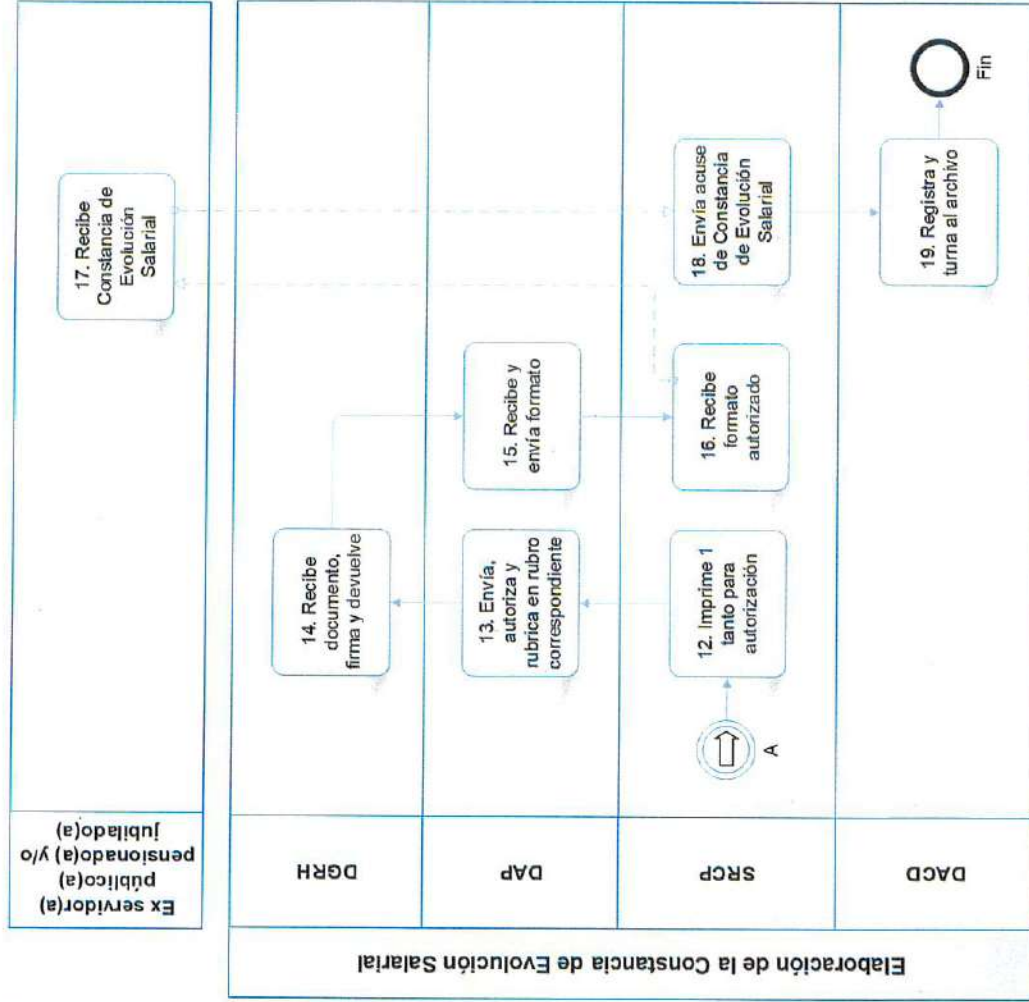 Ex servidor(a)
público(a)
pensionado(a) y/o
jubilado(a)
17. Recibe
Constancia de
Evolución
Salarial
Elaboración de la Constancia de Evolución Salarial
DGRH
14. Recibe
documento,
firma y devuelve
DAP
13. Envía,
autoriza y
rubrica en rubro
correspondiente
15. Recibe y
envía formato
SRCP
A
12. Imprime 1
tanto para
autorización
16. Recibe
formato
autorizado
18. Envía acuse
de Constancia
de Evolución
Salarial
DACD
19. Registra y
turna al archivo
Fin